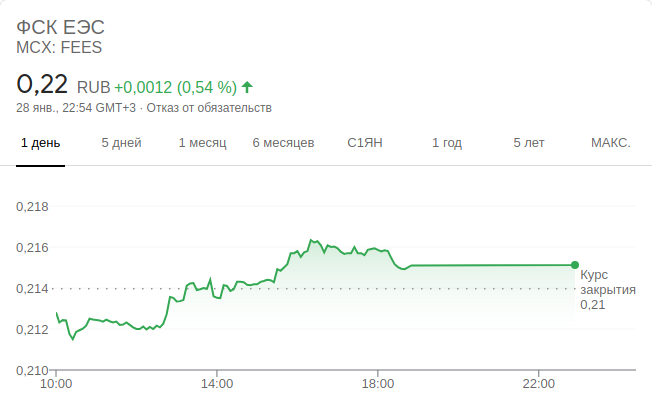 ФСК ЕЭС
MCX: FEES
0,22 RUB +0,0012 (0,54 %)
28 янв., 22:54 GMT+3 · Отказ от обязательств
1 день 5 дней 1 месяц 6 месяцев С1ЯН 1 год 5 лет МАКС.
0,218
0,216
0,214
0,212
0,210
Курс
закрытия
0,21
10:00 14:00 18:00 22:00